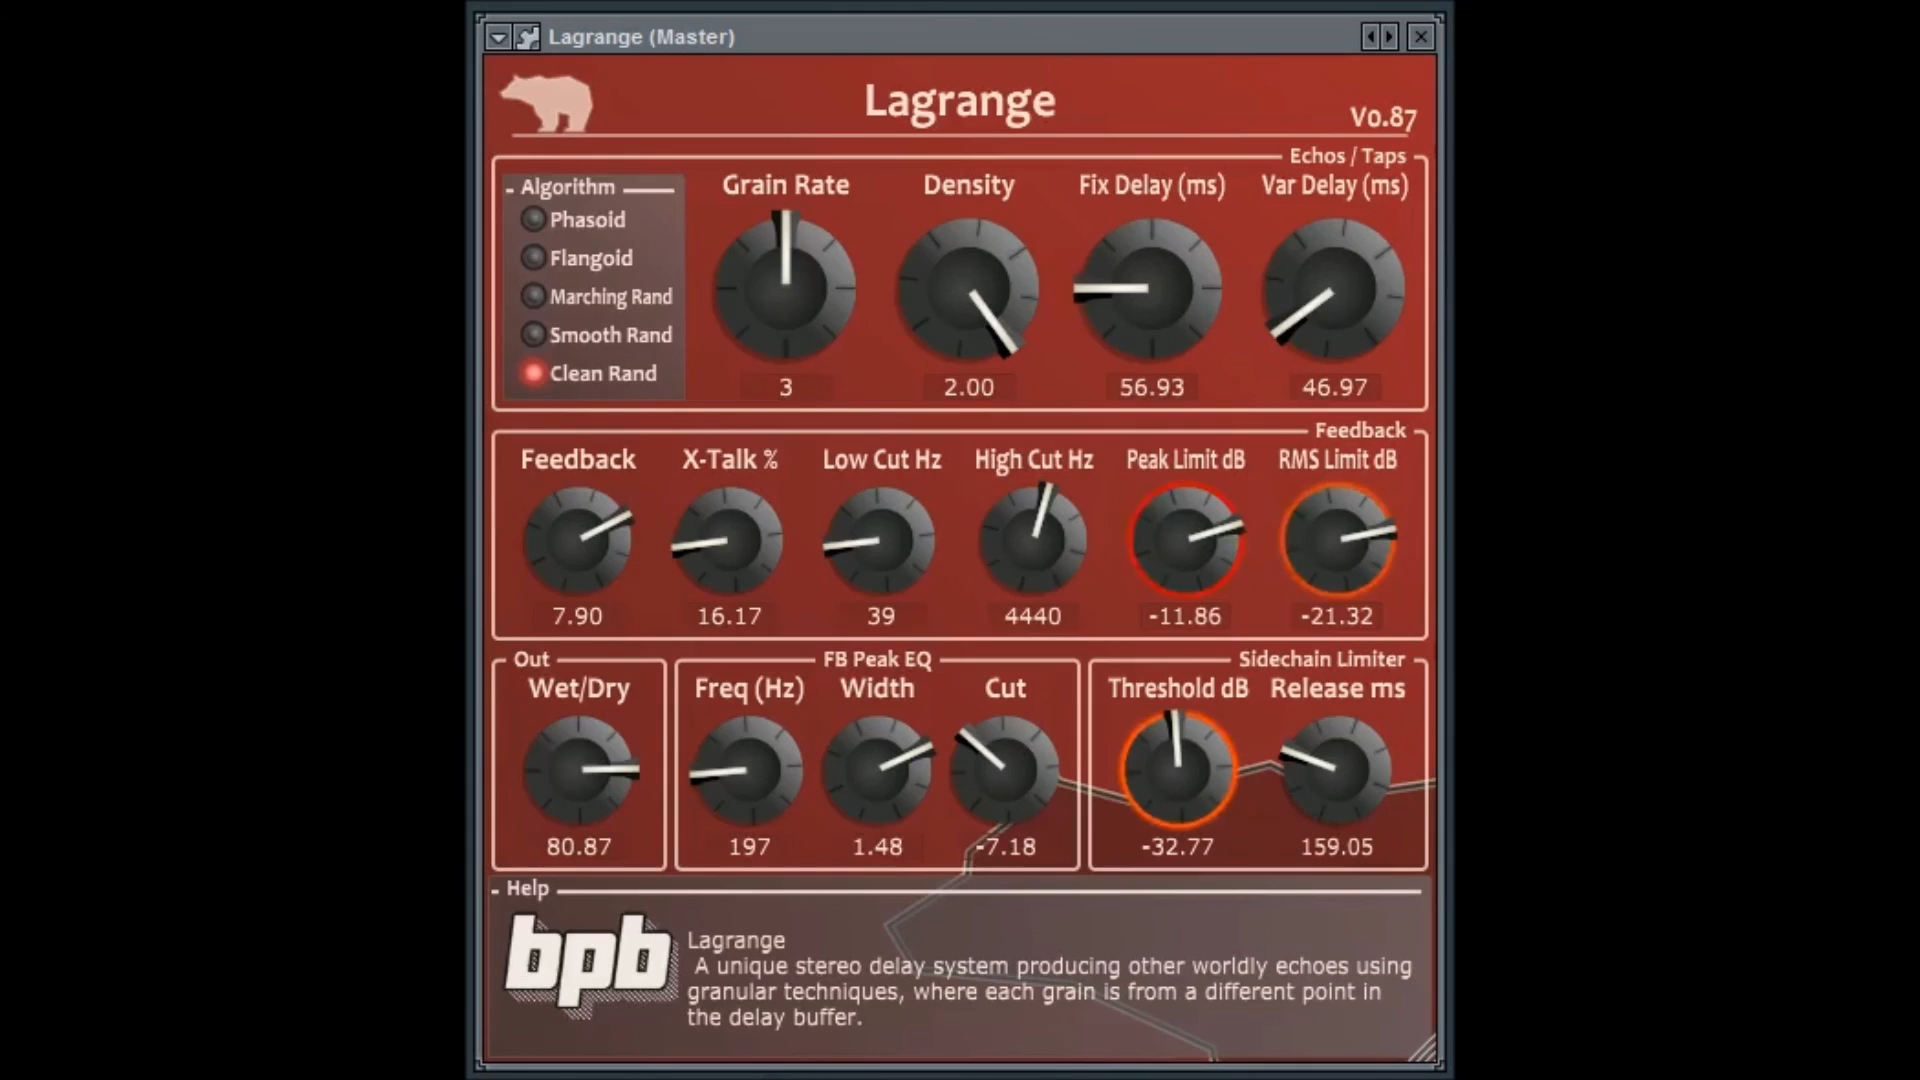 Lagrange (Master)
Lagrange
V0.87
Echos / Taps
Algorithm
Phasoid
Flangoid
Marching Rand
Smooth Rand
Clean Rand
Grain Rate
Density
Fix Delay (ms)
Var Delay (ms)
3
2.00
56.93
46.97
Feedback
Feedback
X-Talk %
Low Cut Hz
High Cut Hz
Peak Limit dB
RMS Limit dB
7.90
16.17
39
4440
-11.86
-21.32
Out
Wet/Dry
80.87
FB Peak EQ
Freq (Hz)
Width
Cut
197
1.48
-7.18
Sidechain Limiter
Threshold dB
Release ms
-32.77
159.05
Help
bpb
Lagrange
A unique stereo delay system producing other worldly echoes using
granular techniques, where each grain is from a different point in
the delay buffer.